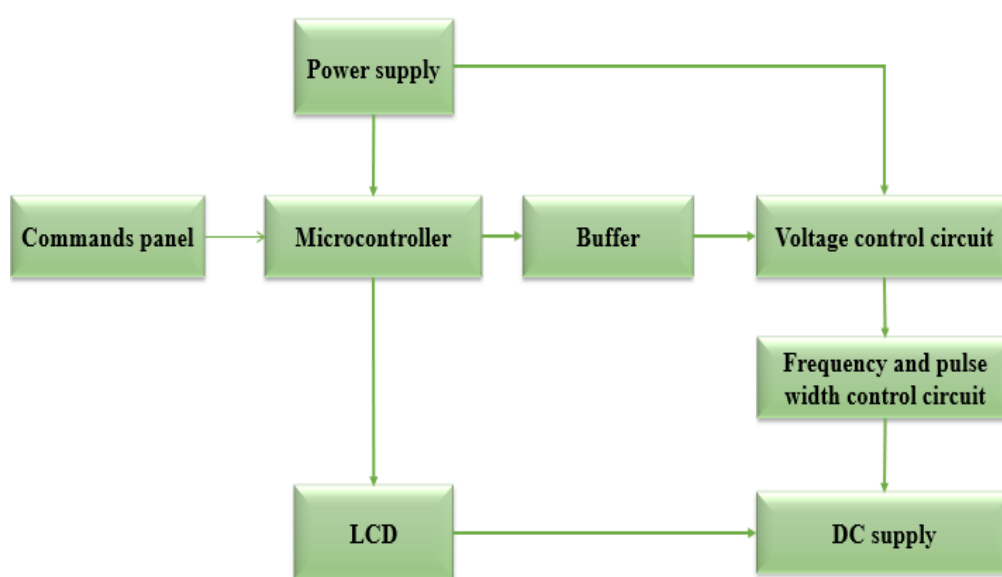 Power supply
Commands panel
Microcontroller
Buffer
Voltage control circuit
Frequency and pulse
width control circuit
LCD
DC supply